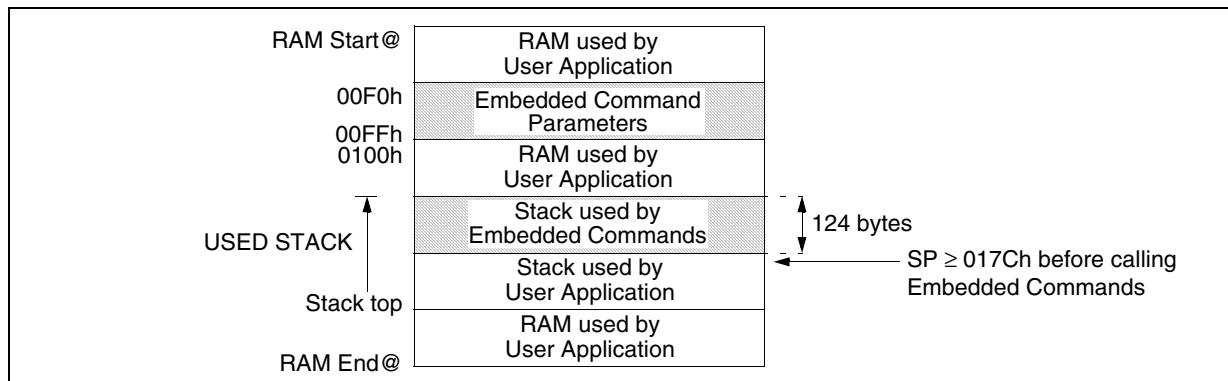 RAM Start@
RAM used by
User Application
00F0h
Embedded Command
Parameters
00FFh
0100h
RAM used by
User Application
USED STACK
Stack used by
Embedded Commands
124 bytes
SP ≥ 017Ch before calling
Embedded Commands
Stack used by
User Application
Stack top
RAM used by
User Application
RAM End@